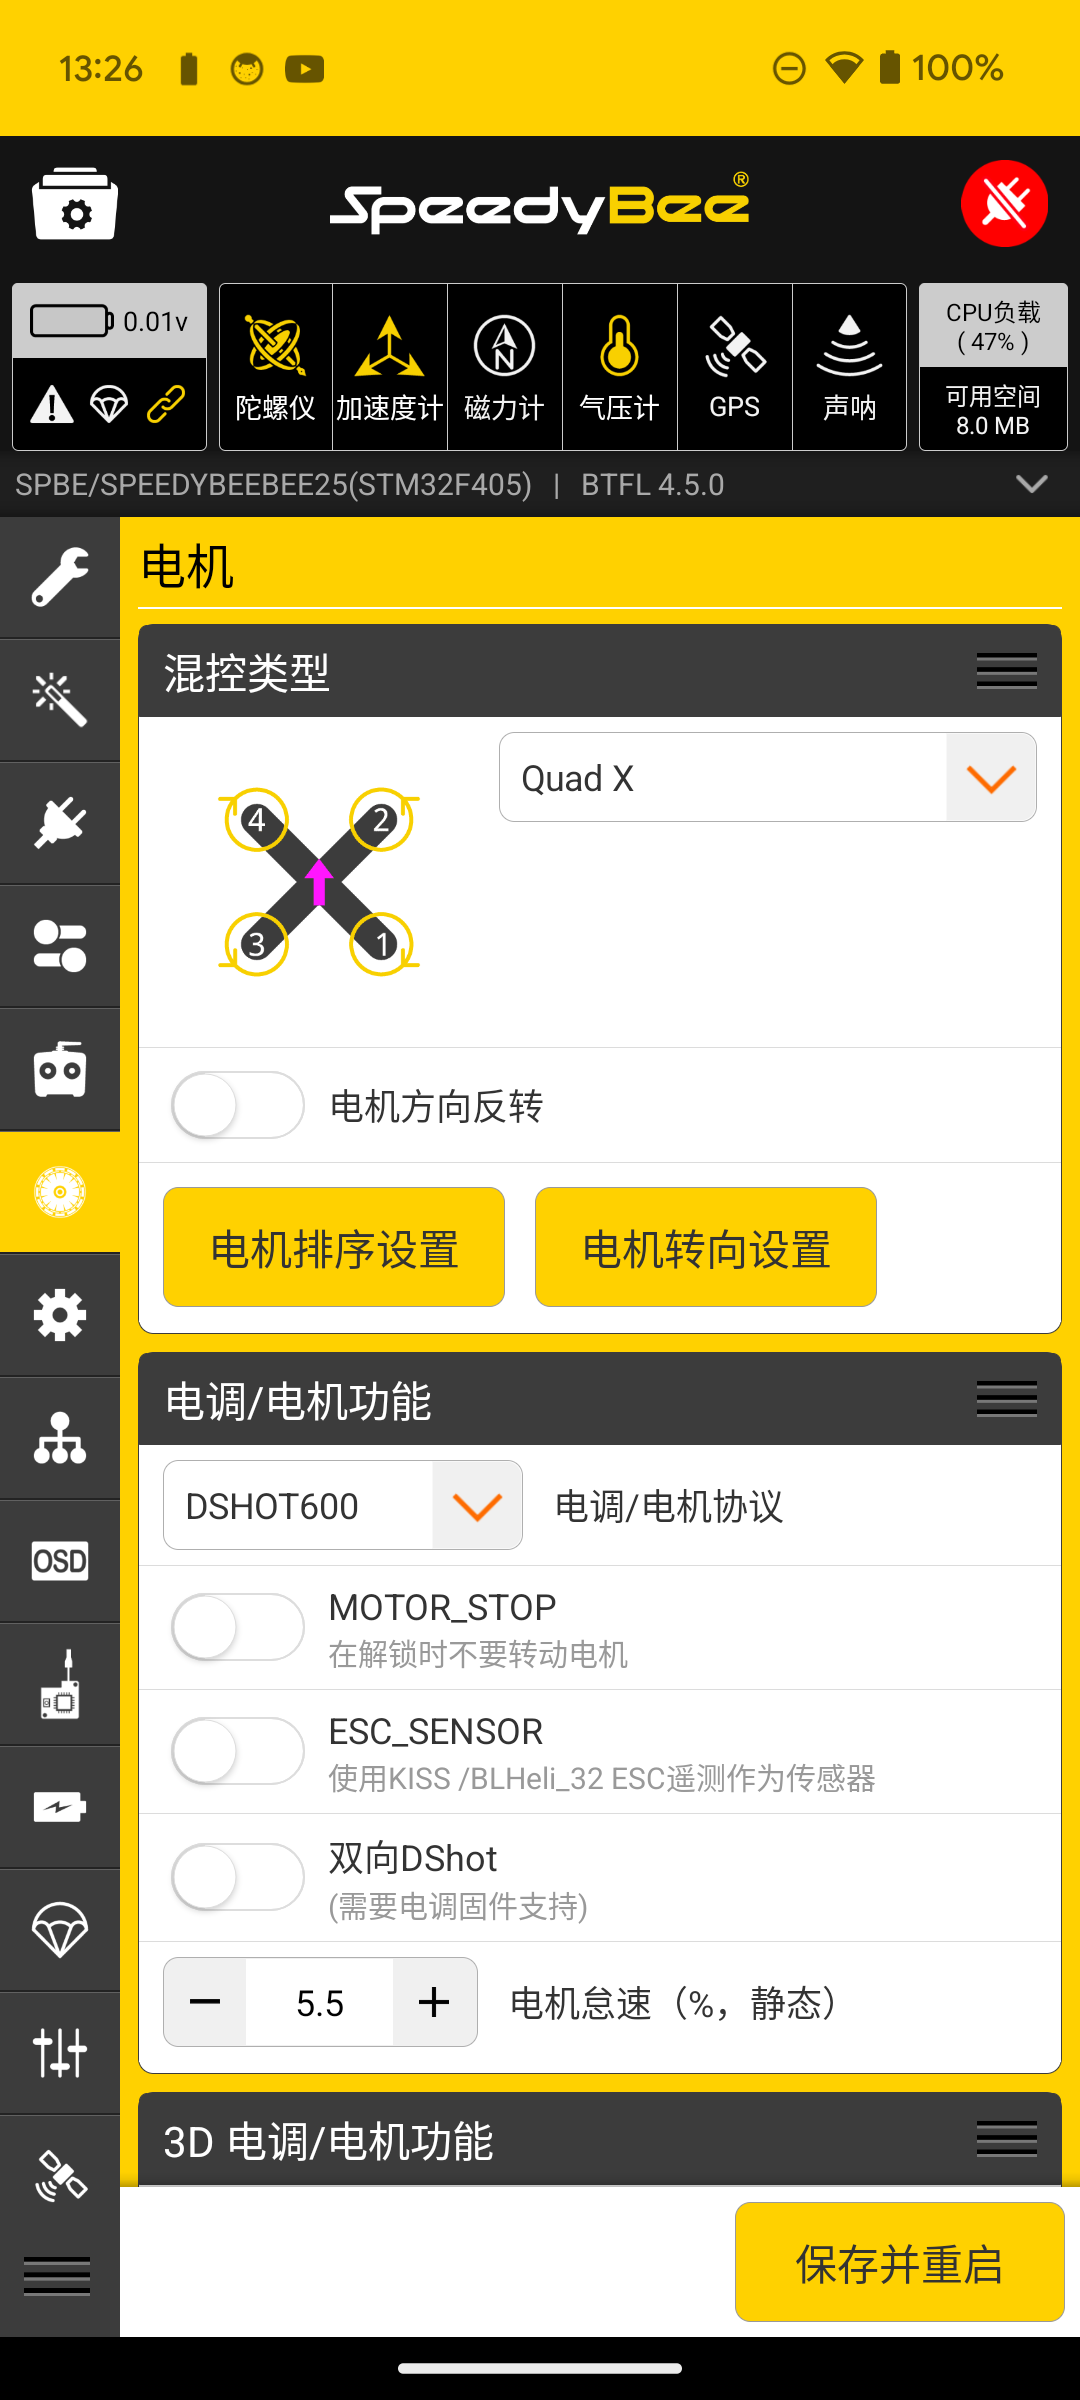 13:26
100%
SpeedyBee®
0.01v
陀螺仪
加速度计
磁力计
N
气压计
GPS
声呐
CPU负载
( 47% )
可用空间
8.0 MB
SPBE/SPEEDYBEEBEE25(STM32F405) | BTFL 4.5.0
电机
混控类型
Quad X
4
2
3
1
电机方向反转
电机排序设置
电机转向设置
电调/电机功能
DSHOT600
电调/电机协议
OSD
MOTOR_STOP
在解锁时不要转动电机
ESC_SENSOR
使用KISS /BLHeli_32 ESC遥测作为传感器
双向DShot
(需要电调固件支持)
− 5.5 +
电机怠速（%，静态）
3D 电调/电机功能
保存并重启